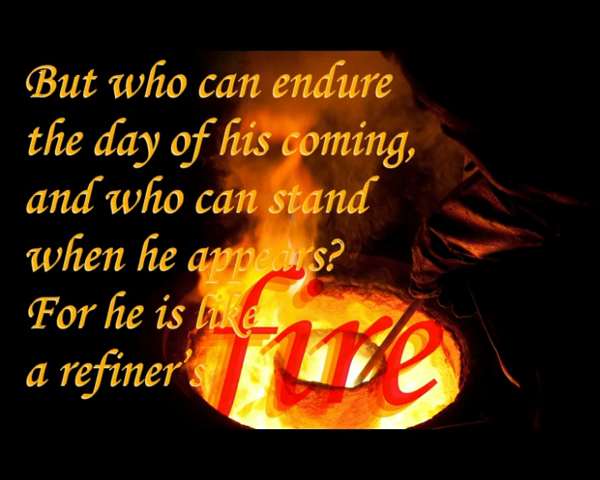 But who can endure
the day of his coming,
and who can stand
when he appears?
For he is like
a refiner's fire